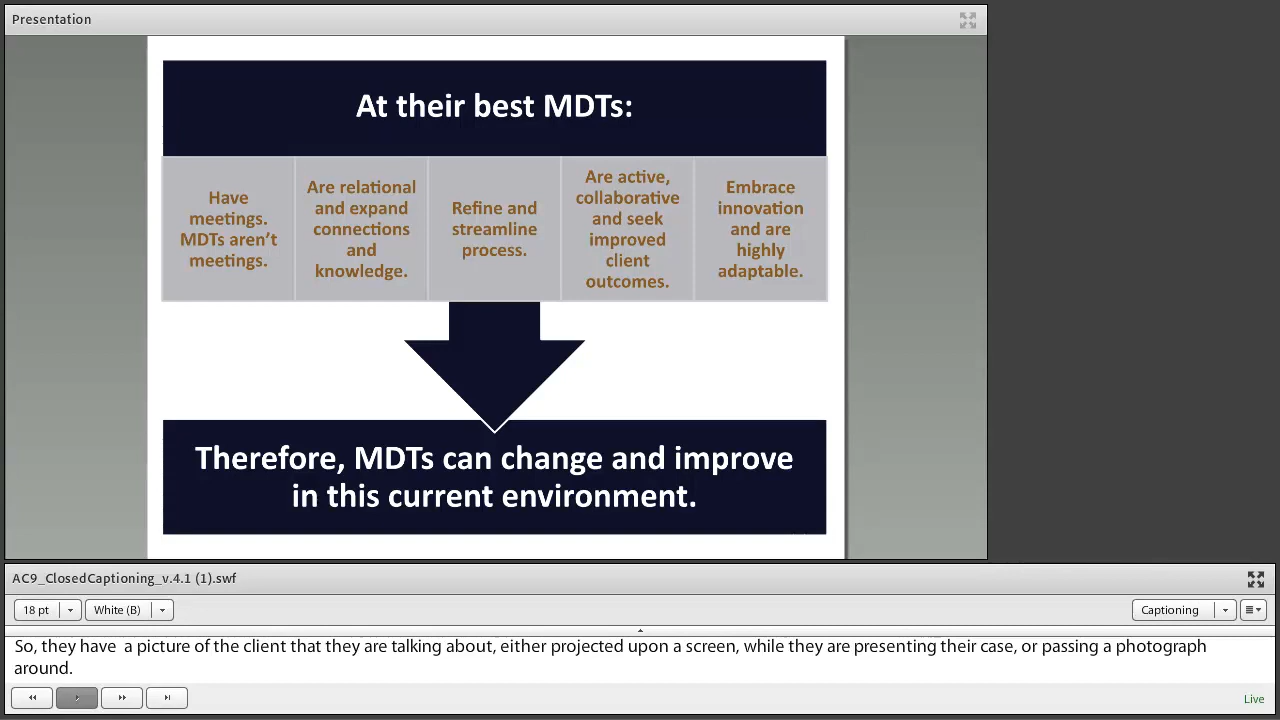 Presentation
At their best MDTs:
Have
meetings.
MDTs aren’t
meetings.
Are relational
and expand
connections
and
knowledge.
Refine and
streamline
process.
Are active,
collaborative
and seek
improved
client
outcomes.
Embrace
innovation
and are
highly
adaptable.
Therefore, MDTs can change and improve
in this current environment.
AC9_ClosedCaptioning_v.4.1 (1).swf
18 pt
White (B)
Captioning
So, they have  a picture of the client that they are talking about, either projected upon a screen, while they are presenting their case, or passing a photograph
around.
Live